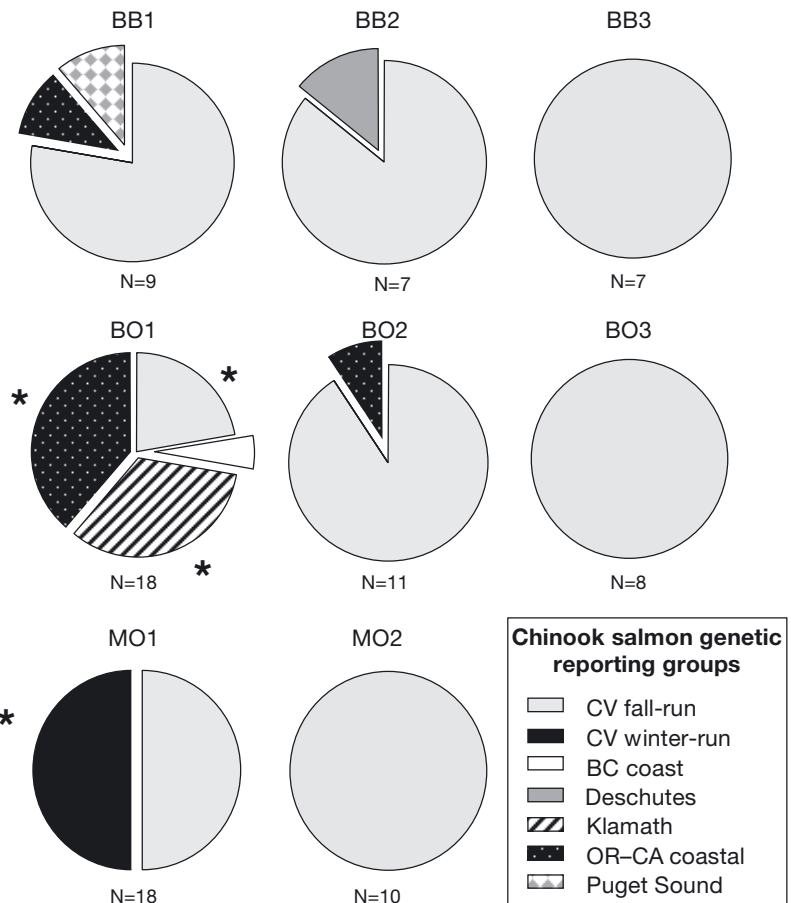 BB1
BB2
BB3
N=9
N=7
N=7
BO1
BO2
BO3
*
*
*
N=18
N=11
N=8
MO1
MO2
*
N=18
N=10
Chinook salmon genetic
reporting groups
CV fall-run
CV winter-run
BC coast
Deschutes
Klamath
OR–CA coastal
Puget Sound